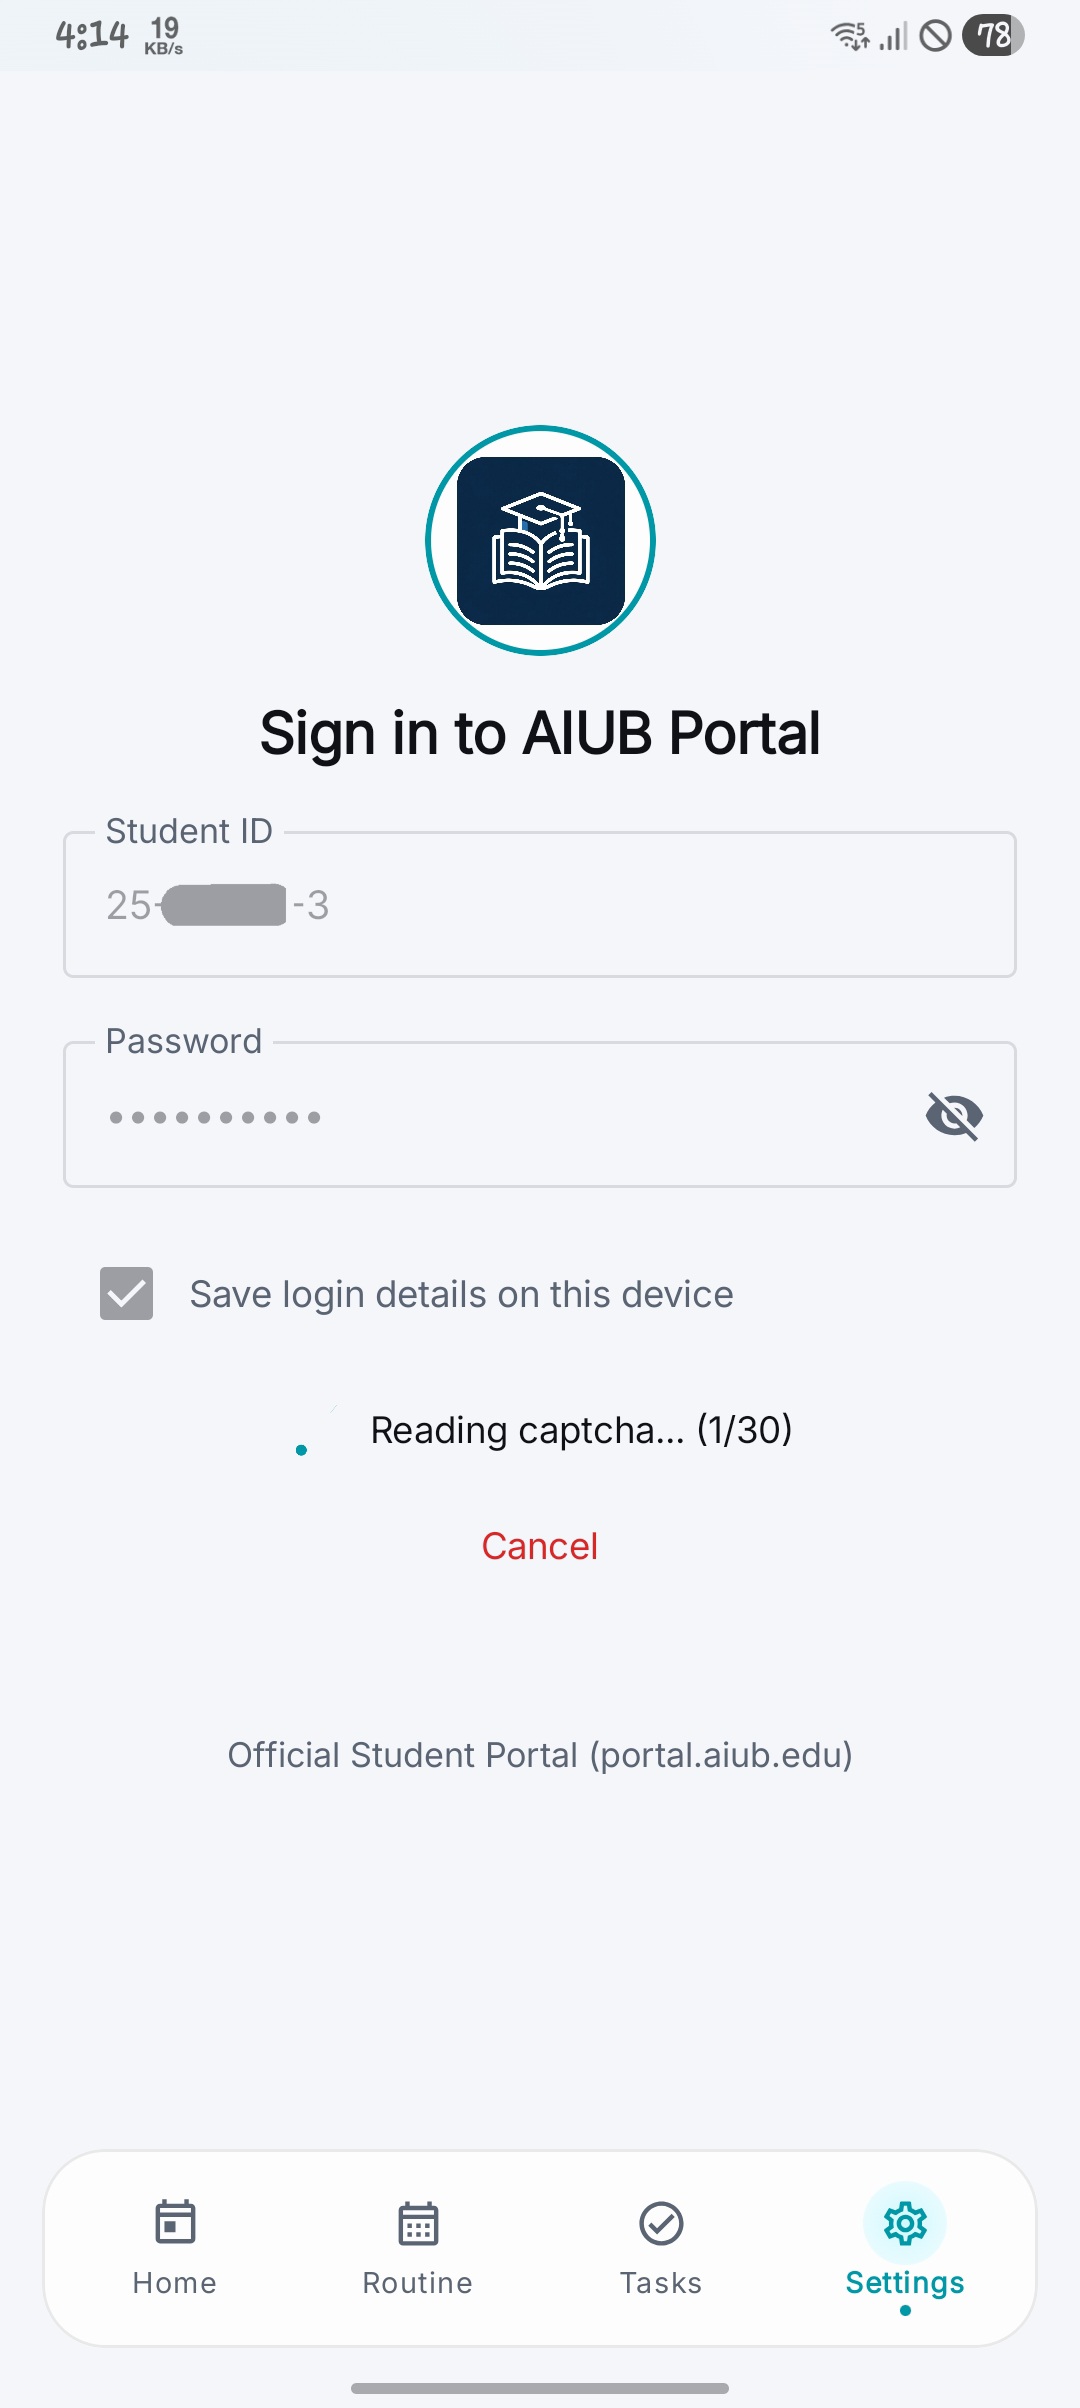 4:14 19 KB/s 5 78
Sign in to AIUB Portal
Student ID
25- -3
Password
Save login details on this device
Reading captcha... (1/30)
Cancel
Official Student Portal (portal.aiub.edu)
Home Routine Tasks Settings